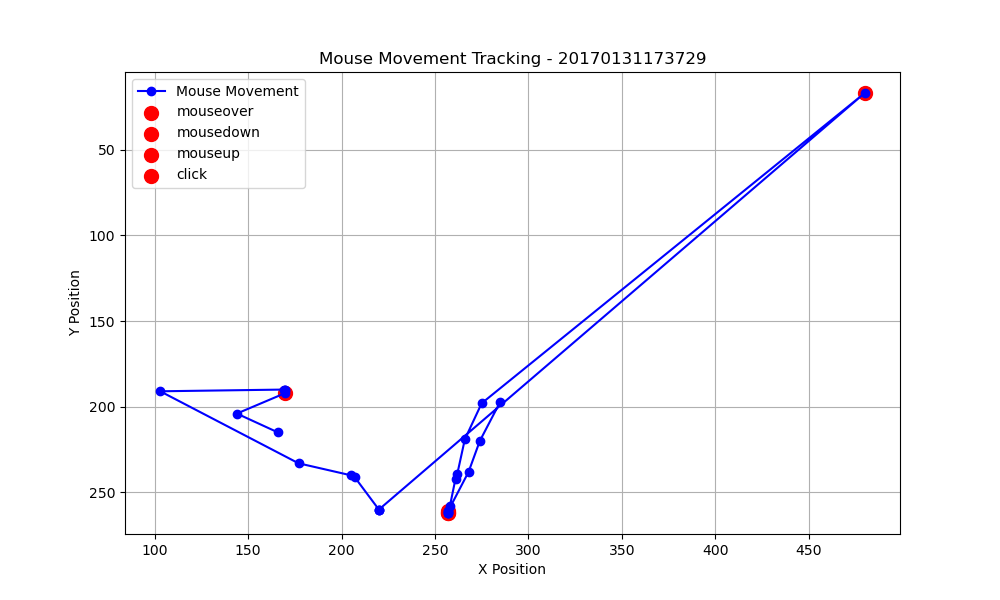 Mouse Movement Tracking - 20170131173729
Mouse Movement
mouseover
mousedown
mouseup
click
Y Position
50
100
150
200
250
100 150 200 250 300 350 400 450
X Position